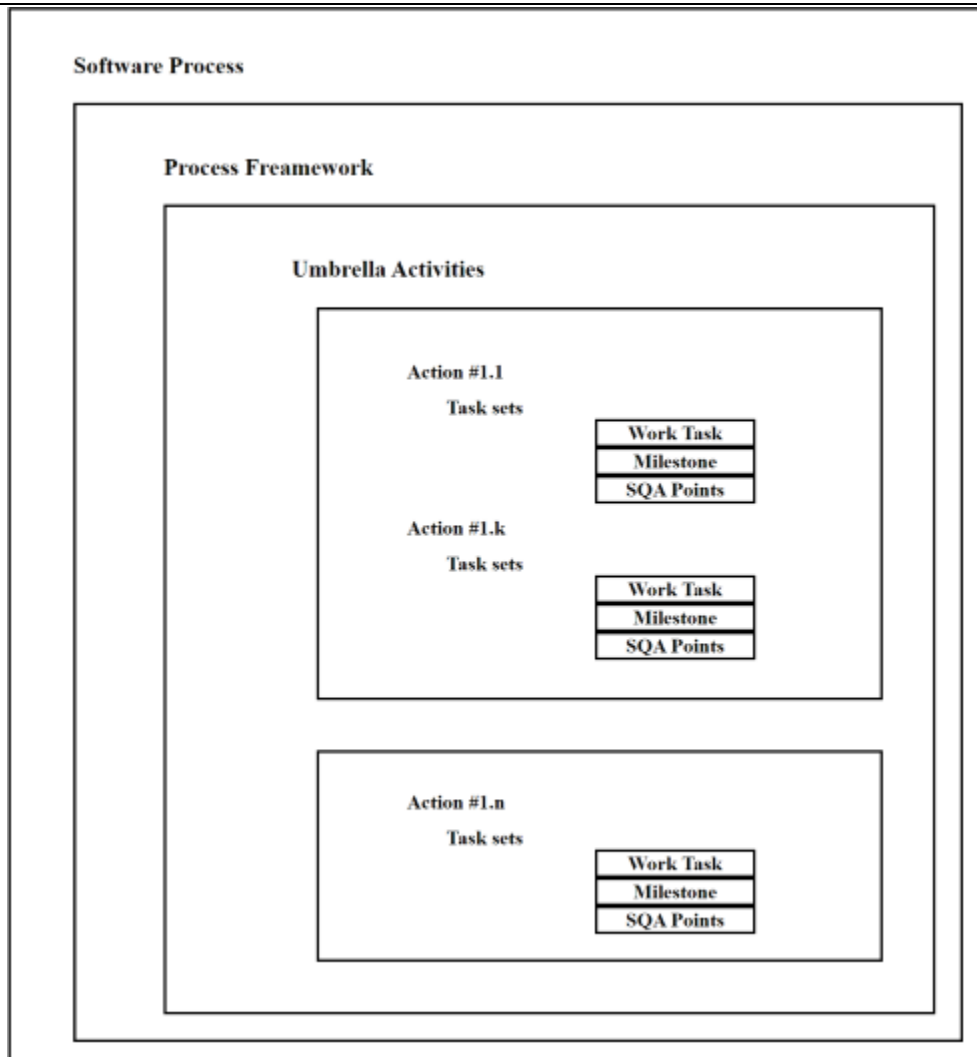 Software Process
Process Freamework
Umbrella Activities
Action #1.1
Task sets
Work Task
Milestone
SQA Points
Action #1.k
Task sets
Work Task
Milestone
SQA Points
Action #1.n
Task sets
Work Task
Milestone
SQA Points